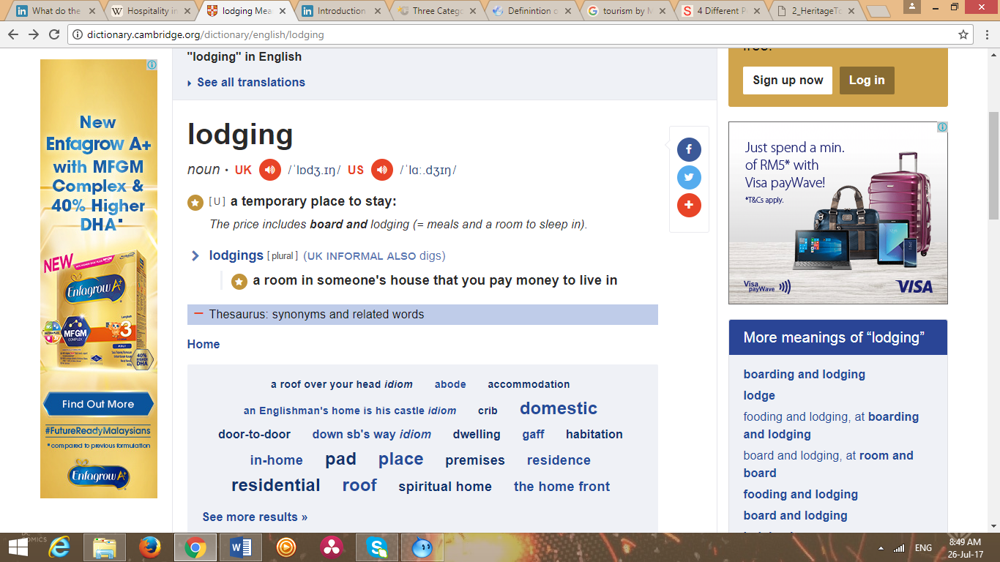 What do the
Hospitality in
lodging Mea
Introduction
Three Categ
Definintion o
tourism by M
4 Different P
2_HeritageTo
dictionary.cambridge.org/dictionary/english/lodging
New
Enfagrow A+
with MFGM
Complex &
40% Higher
DHA*
NEW
Enfagrow A+
MFGM
COMPLEX
3
ASLI
40%
HIGHER
DHA
Find Out More
#FutureReadyMalaysians
* compared to previous formulation
Enfagrow A+
"lodging" in English
See all translations
lodging
noun • UK /ˈlɒdʒ.ɪŋ/ US /ˈlɑː.dʒɪŋ/
[ U ] a temporary place to stay:
The price includes board and lodging (= meals and a room to sleep in).
lodgings [ plural ] (UK INFORMAL ALSO digs)
a room in someone's house that you pay money to live in
Thesaurus: synonyms and related words
Home
a roof over your head idiom abode accommodation
an Englishman's home is his castle idiom crib domestic
door-to-door down sb's way idiom dwelling gaff habitation
in-home pad place premises residence
residential roof spiritual home the home front
See more results »
Sign up now Log in
Just spend a min.
of RM5* with
Visa payWave!
*T&Cs apply.
Visa
payWave
VISA
More meanings of “lodging”
boarding and lodging
lodge
fooding and lodging, at boarding
and lodging
board and lodging, at room and
board
fooding and lodging
board and lodging
COMICS
ENG
8:49 AM
26-Jul-17